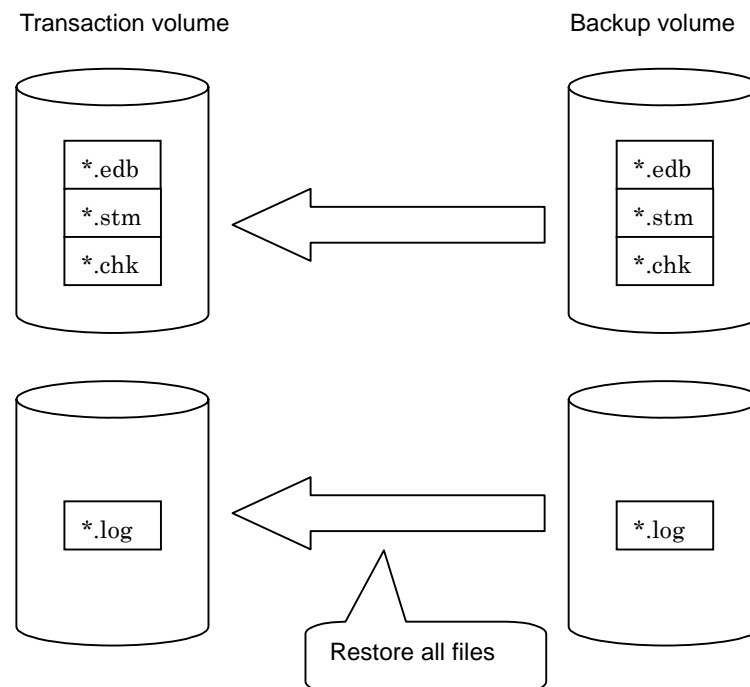 Transaction volume
Backup volume
*.edb
*.stm
*.chk
*.edb
*.stm
*.chk
*.log
*.log
Restore all files